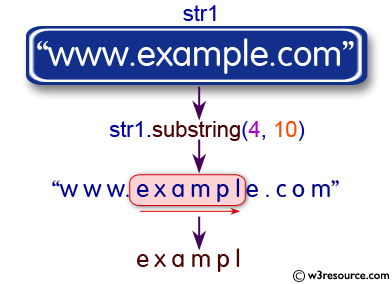 str1
“www.example.com”
str1.substring(4, 10)
“www.example.com”
exampl
© w3resource.com